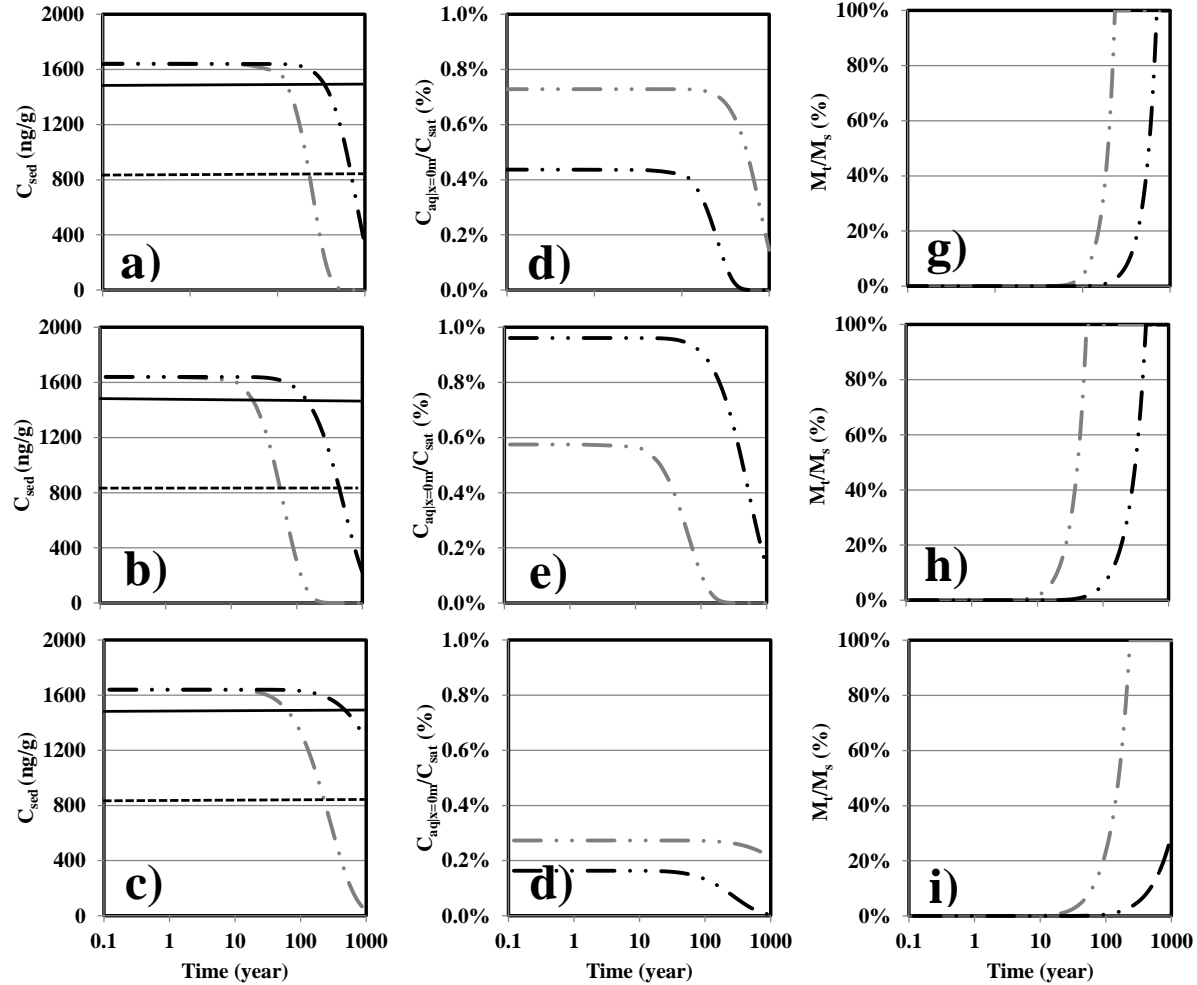 2000
1600
1200
800
400
0
C_sed (ng/g)
a)
1.0%
0.8%
0.6%
0.4%
0.2%
0.0%
C_aq|x=0m/C_sat (%)
d)
100%
80%
60%
40%
20%
0%
M_t/M_s (%)
g)
2000
1600
1200
800
400
0
C_sed (ng/g)
b)
1.0%
0.8%
0.6%
0.4%
0.2%
0.0%
C_aq|x=0m/C_sat (%)
e)
100%
80%
60%
40%
20%
0%
M_t/M_s (%)
h)
2000
1600
1200
800
400
0
C_sed (ng/g)
c)
0.1 1 10 100 1000
Time (year)
1.0%
0.8%
0.6%
0.4%
0.2%
0.0%
C_aq|x=0m/C_sat (%)
d)
0.1 1 10 100 1000
Time (year)
100%
80%
60%
40%
20%
0%
M_t/M_s (%)
i)
0.1 1 10 100 1000
Time (year)